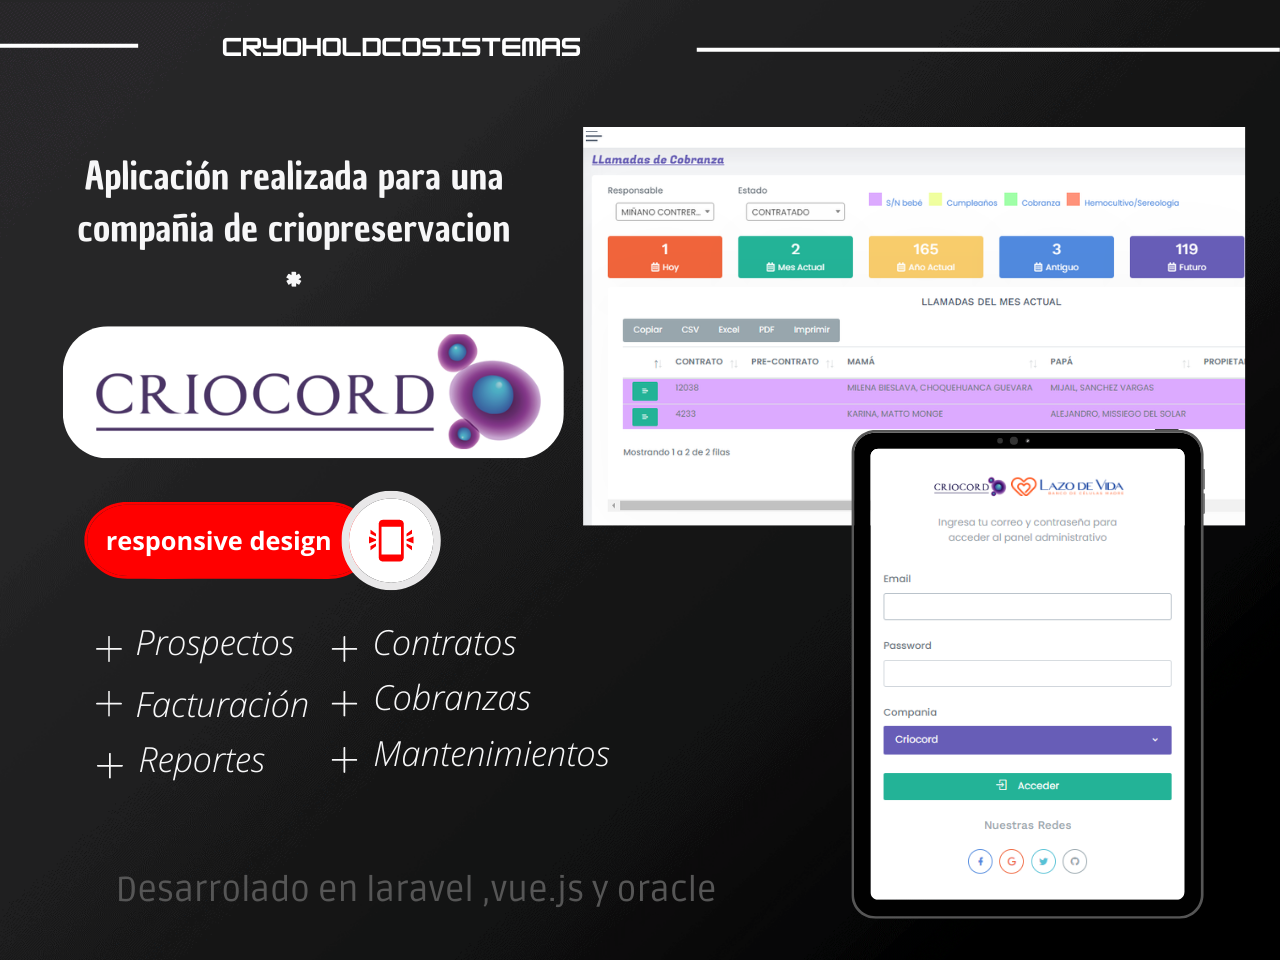 CRYOHOLDCOSISTEMAS
Aplicación realizada para una
compañia de criopreservacion
*
CRIOCORD
responsive design
+ Prospectos
+ Contratos
+ Facturación
+ Cobranzas
+ Reportes
+ Mantenimientos
Desarrolado en laravel ,vue.js y oracle
LLamadas de Cobranza
Responsable
Estado
MIÑANO CONTRER...
CONTRATADO
S/N bebé
Cumpleaños
Cobranza
Hemocultivo/Sereologia
1
Hoy
2
Mes Actual
165
Año Actual
3
Antiguo
119
Futuro
LLAMADAS DEL MES ACTUAL
Copiar CSV Excel PDF Imprimir
CONTRATO PRE-CONTRATO MAMÁ PAPÁ PROPIETAI
12038 MILENA BIESLAVA, CHOQUEHUANCA GUEVARA MIJAIL, SANCHEZ VARGAS
4233 KARINA, MATTO MONGE ALEJANDRO, MISSIEGO DEL SOLAR
Mostrando 1 a 2 de 2 filas
CRIOCORD LAZO DE VIDA
BANCO DE CÉLULAS MADRE
Ingresa tu correo y contraseña para
acceder al panel administrativo
Email
Password
Compania
Criocord
Acceder
Nuestras Redes